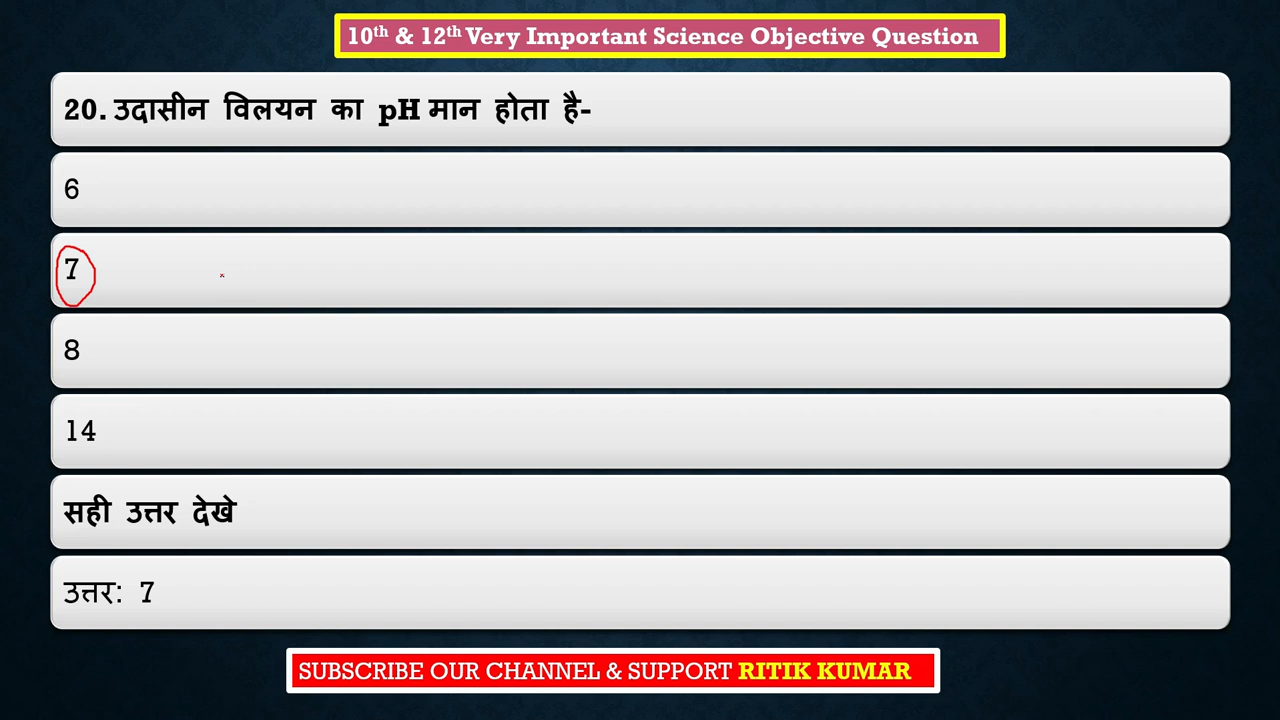 10th & 12th Very Important Science Objective Question
20. उदासीन विलयन का pH मान होता है-
6
7
8
14
सही उत्तर देखे
उत्तर: 7
SUBSCRIBE OUR CHANNEL & SUPPORT RITIK KUMAR